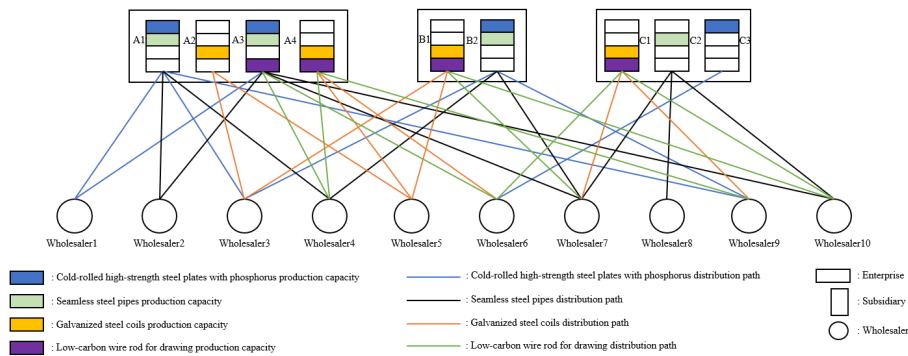 A1 A2 A3 A4 B1 B2 C1 C2 C3
Wholesaler1 Wholesaler2 Wholesaler3 Wholesaler4 Wholesaler5 Wholesaler6 Wholesaler7 Wholesaler8 Wholesaler9 Wholesaler10
: Cold-rolled high-strength steel plates with phosphorus production capacity : Cold-rolled high-strength steel plates with phosphorus distribution path : Enterprise
: Seamless steel pipes production capacity : Seamless steel pipes distribution path : Subsidiary
: Galvanized steel coils production capacity : Galvanized steel coils distribution path : Wholesaler
: Low-carbon wire rod for drawing production capacity : Low-carbon wire rod for drawing distribution path